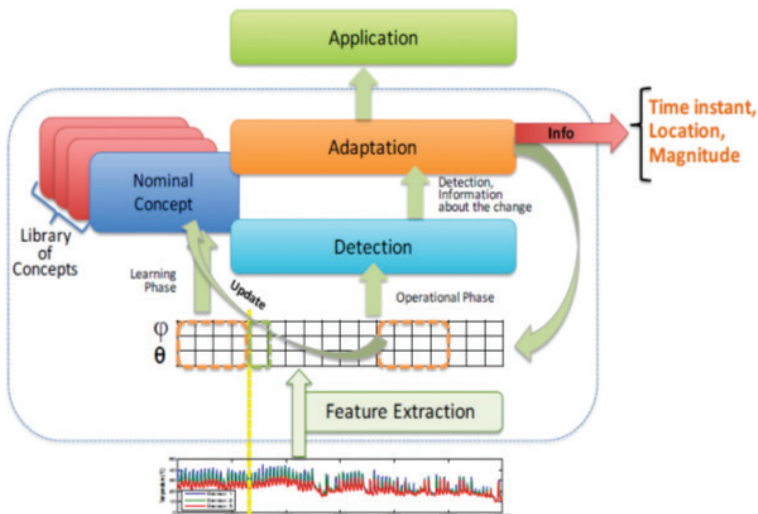 Application
Adaptation
Info
Time instant,
Location,
Magnitude
Nominal
Concept
Detection,
Information
about the change
Library
of
Concepts
Detection
Learning
Phase
Update
Operational Phase
φ
θ
Feature Extraction